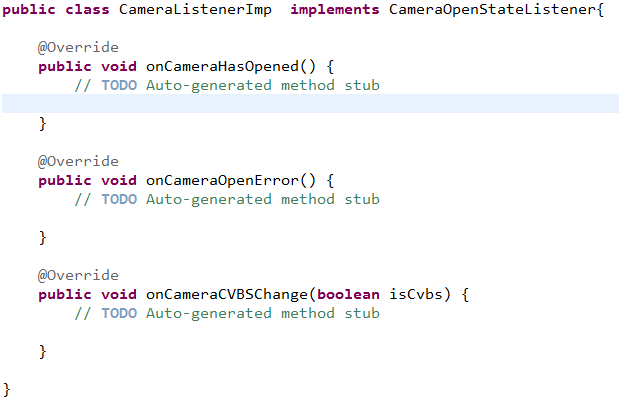 public class CameraListenerImp  implements CameraOpenStateListener{
@Override
public void onCameraHasOpened() {
// TODO Auto-generated method stub
}
@Override
public void onCameraOpenError() {
// TODO Auto-generated method stub
}
@Override
public void onCameraCVBSChange(boolean isCvbs) {
// TODO Auto-generated method stub
}
}